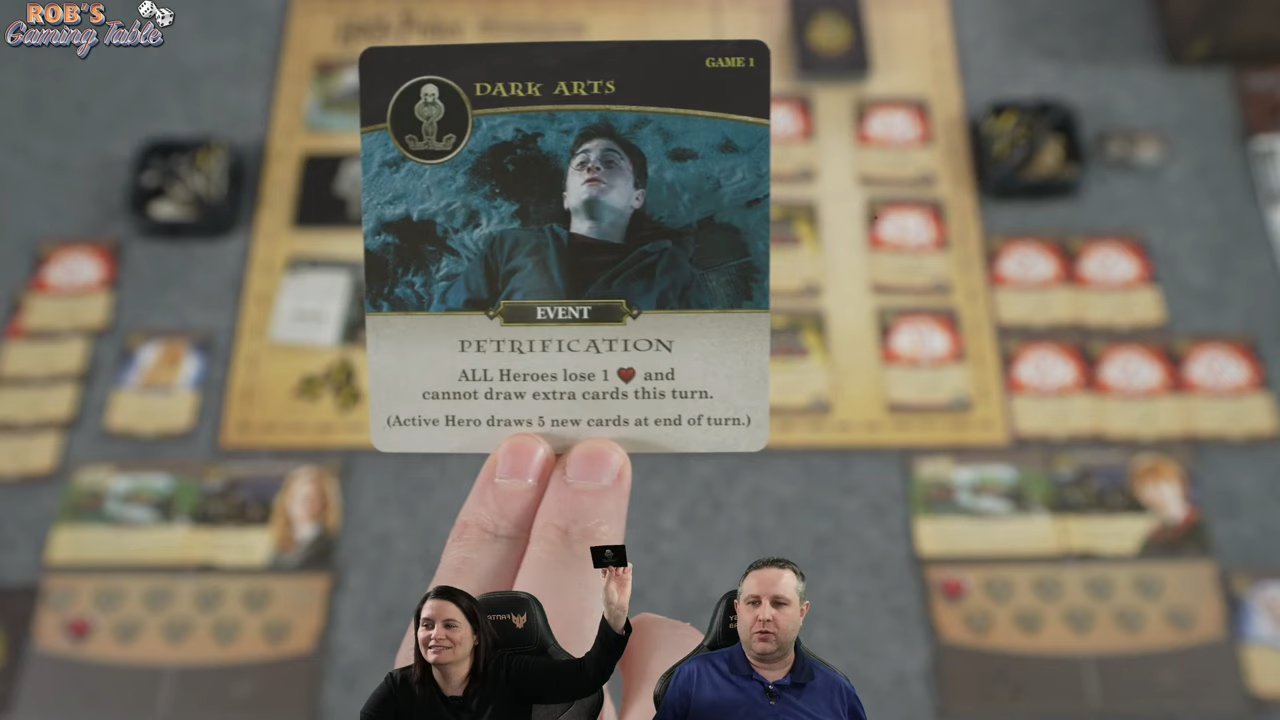 ROB'S
Gaming Table
GAME 1
DARK ARTS
EVENT
PETRIFICATION
ALL Heroes lose 1 and
cannot draw extra cards this turn.
(Active Hero draws 5 new cards at end of turn.)